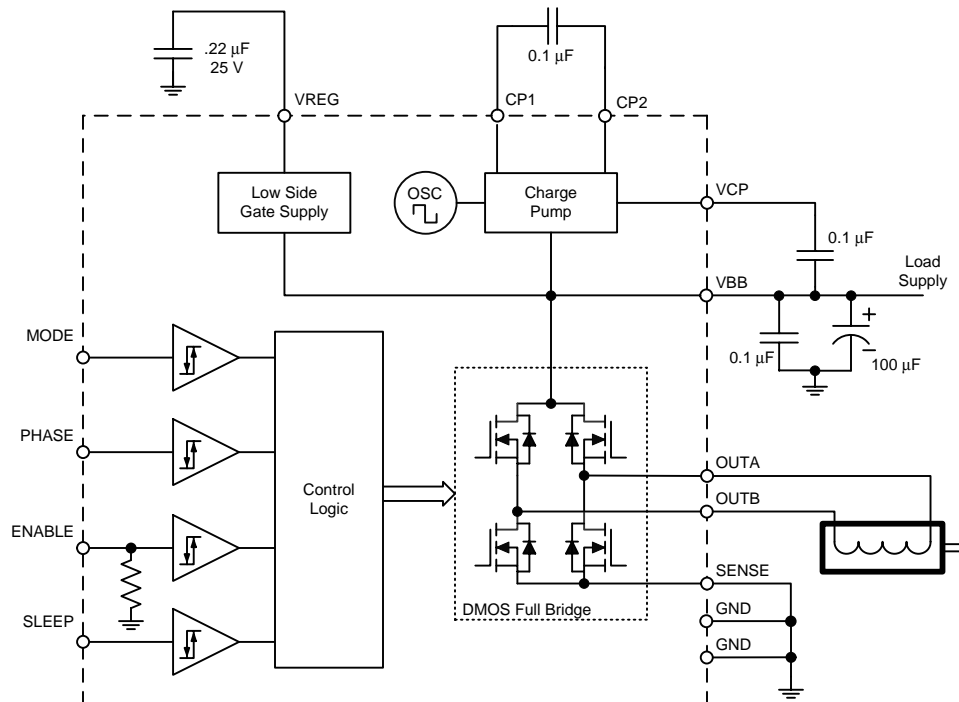 .22 μF
25 V
0.1 μF
VREG
CP1
CP2
Low Side
Gate Supply
OSC
Charge
Pump
VCP
0.1 μF
Load
Supply
VBB
MODE
0.1 μF
100 μF
PHASE
Control
Logic
OUTA
OUTB
ENABLE
SENSE
DMOS Full Bridge
GND
SLEEP
GND